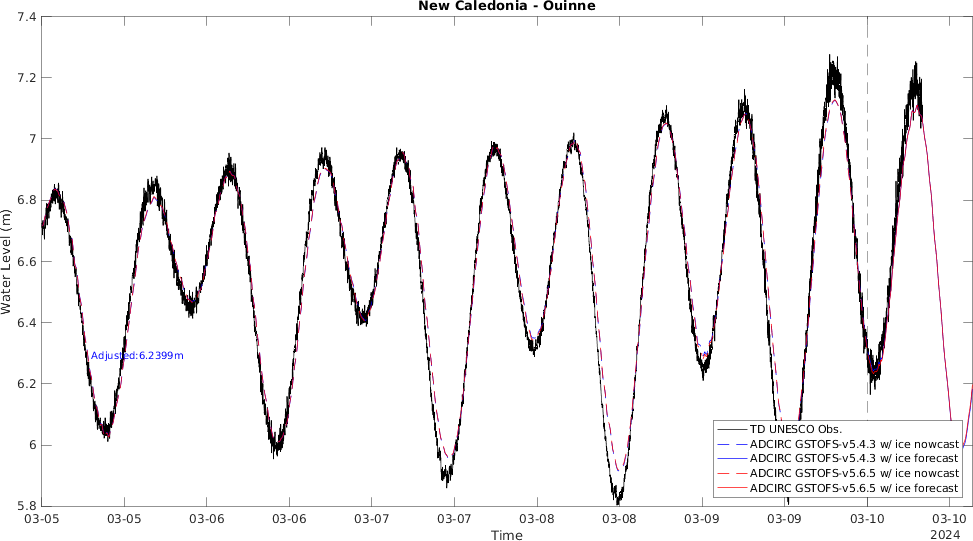 New Caledonia - Ouinne
7.4
7.2
7
6.8
6.6
6.4
6.2
6
5.8
Water Level (m)
Adjusted:6.2399m
TD UNESCO Obs.
ADCIRC GSTOFS-v5.4.3 w/ ice nowcast
ADCIRC GSTOFS-v5.4.3 w/ ice forecast
ADCIRC GSTOFS-v5.6.5 w/ ice nowcast
ADCIRC GSTOFS-v5.6.5 w/ ice forecast
03-05 03-05 03-06 03-06 03-07 03-07 03-08 03-08 03-09 03-09 03-10 03-10
2024
Time